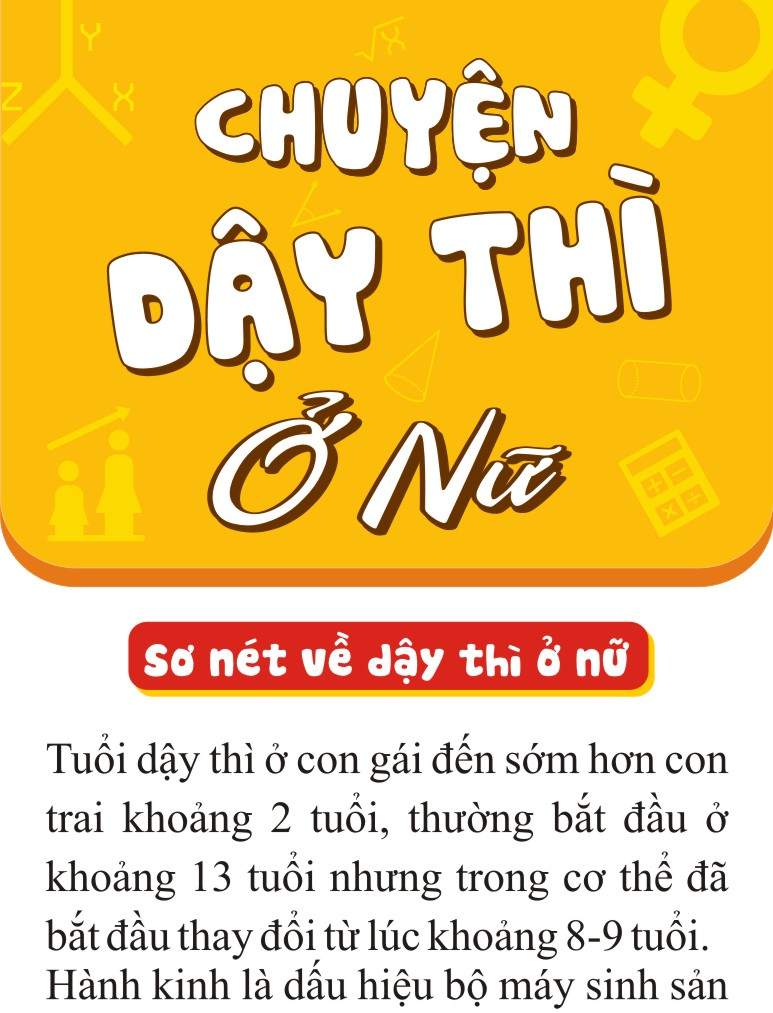 Y
Z
X
√x
CHUYỆN
DẬY THÌ
Ở Nữ
Sơ nét về dậy thì ở nữ
Tuổi dậy thì ở con gái đến sớm hơn con
trai khoảng 2 tuổi, thường bắt đầu ở
khoảng 13 tuổi nhưng trong cơ thể đã
bắt đầu thay đổi từ lúc khoảng 8-9 tuổi.
Hành kinh là dấu hiệu bộ máy sinh sản